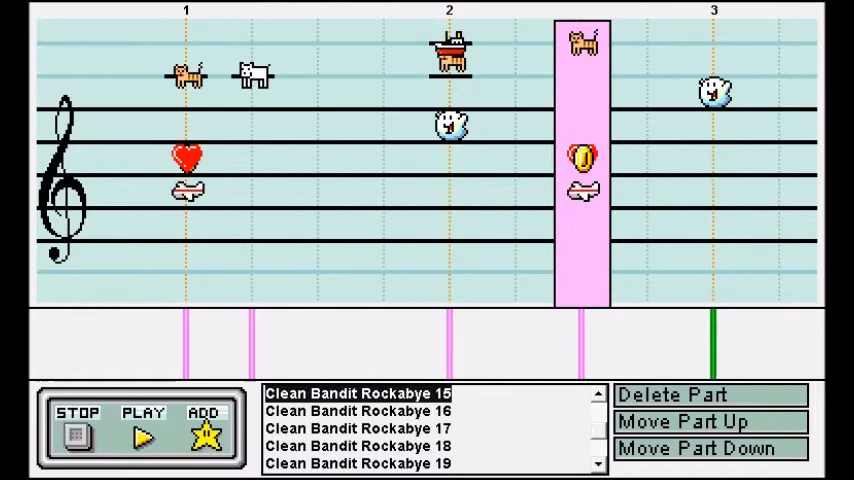 1 2 3
STOP PLAY ADD
Clean Bandit Rockabye 15
Clean Bandit Rockabye 16
Clean Bandit Rockabye 17
Clean Bandit Rockabye 18
Clean Bandit Rockabye 19
Delete Part
Move Part Up
Move Part Down